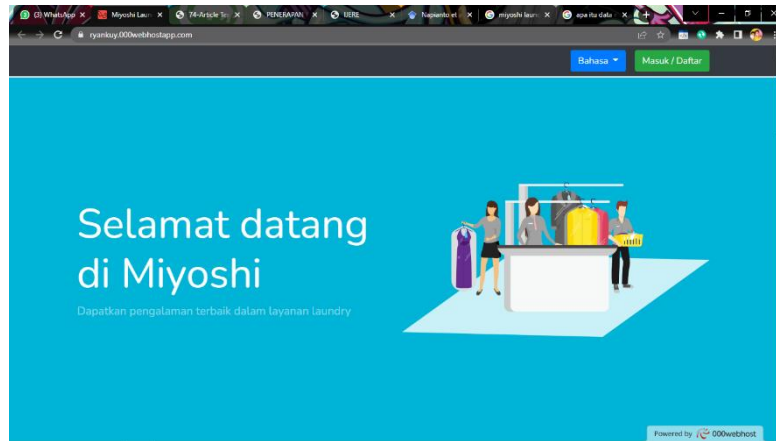 (3) WhatsApp
Miyoshi Laun
74-Article Te
PENERAPAN
IJERE
Napianto et
miyoshi laun
apa itu data
ryankuy.000webhostapp.com
Bahasa
Masuk / Daftar
Selamat datang
di Miyoshi
Dapatkan pengalaman terbaik dalam layanan laundry
Powered by 000webhost